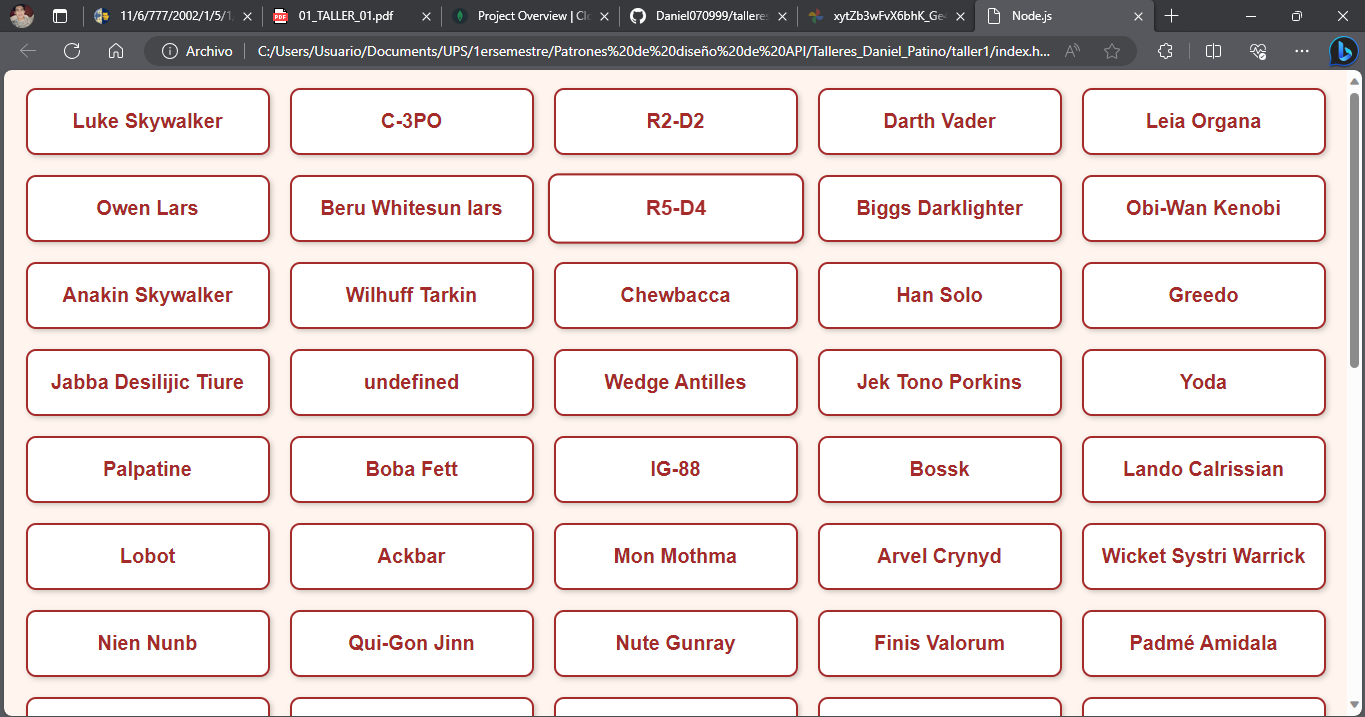 11/6/777/2002/1/5/1,
01_TALLER_01.pdf
Project Overview | Clo
Daniel070999/talleres
xytZb3wFvX6bhK_Ge
Node.js
Archivo
C:/Users/Usuario/Documents/UPS/1ersemestre/Patrones%20de%20diseño%20de%20API/Talleres_Daniel_Patino/taller1/index.h...
Luke Skywalker
C-3PO
R2-D2
Darth Vader
Leia Organa
Owen Lars
Beru Whitesun lars
R5-D4
Biggs Darklighter
Obi-Wan Kenobi
Anakin Skywalker
Wilhuff Tarkin
Chewbacca
Han Solo
Greedo
Jabba Desilijic Tiure
undefined
Wedge Antilles
Jek Tono Porkins
Yoda
Palpatine
Boba Fett
IG-88
Bossk
Lando Calrissian
Lobot
Ackbar
Mon Mothma
Arvel Crynyd
Wicket Systri Warrick
Nien Nunb
Qui-Gon Jinn
Nute Gunray
Finis Valorum
Padmé Amidala